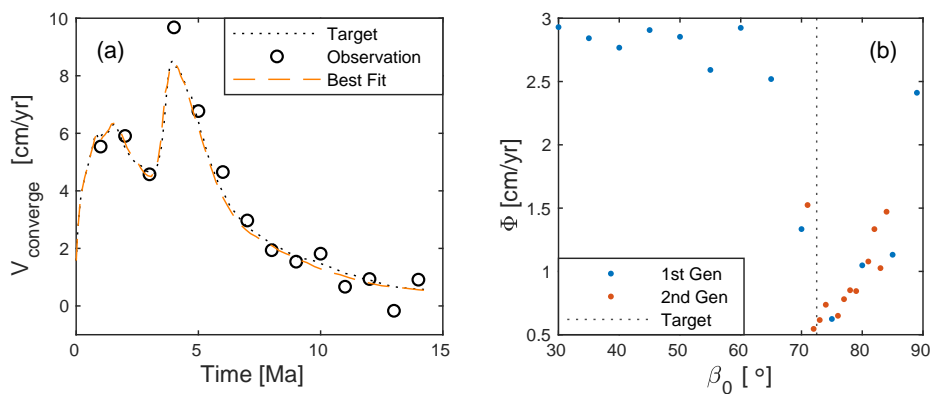 (a)
Target
Observation
Best Fit
10
8
6
4
2
0
V_converge [cm/yr]
0
5
10
15
Time [Ma]
(b)
3
2.5
2
1.5
1
0.5
Φ [cm/yr]
1st Gen
2nd Gen
Target
30
40
50
60
70
80
90
β₀ [ °]